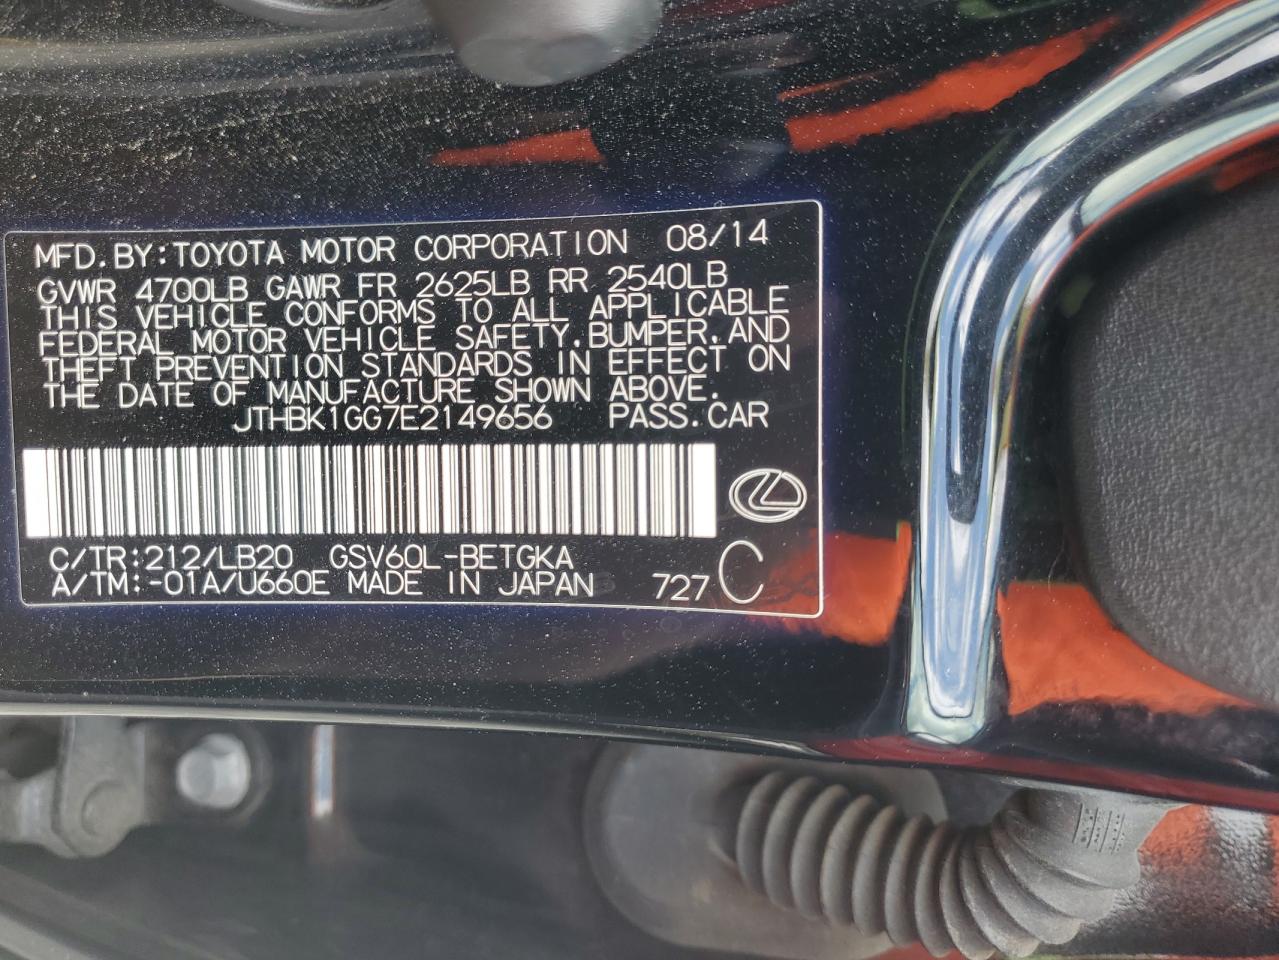 MFD.BY:TOYOTA MOTOR CORPORATION 08/14
GVWR 4700LB GAWR FR 2625LB RR 2540LB
THIS VEHICLE CONFORMS TO ALL APPLICABLE
FEDERAL MOTOR VEHICLE SAFETY.BUMPER.AND
THEFT PREVENTION STANDARDS IN EFFECT ON
THE DATE OF MANUFACTURE SHOWN ABOVE.
JTHBK1GG7E2149656 PASS.CAR
C/TR:212/LB20 GSV60L-BETGKA
A/TM:-01A/U660E MADE IN JAPAN 727 C